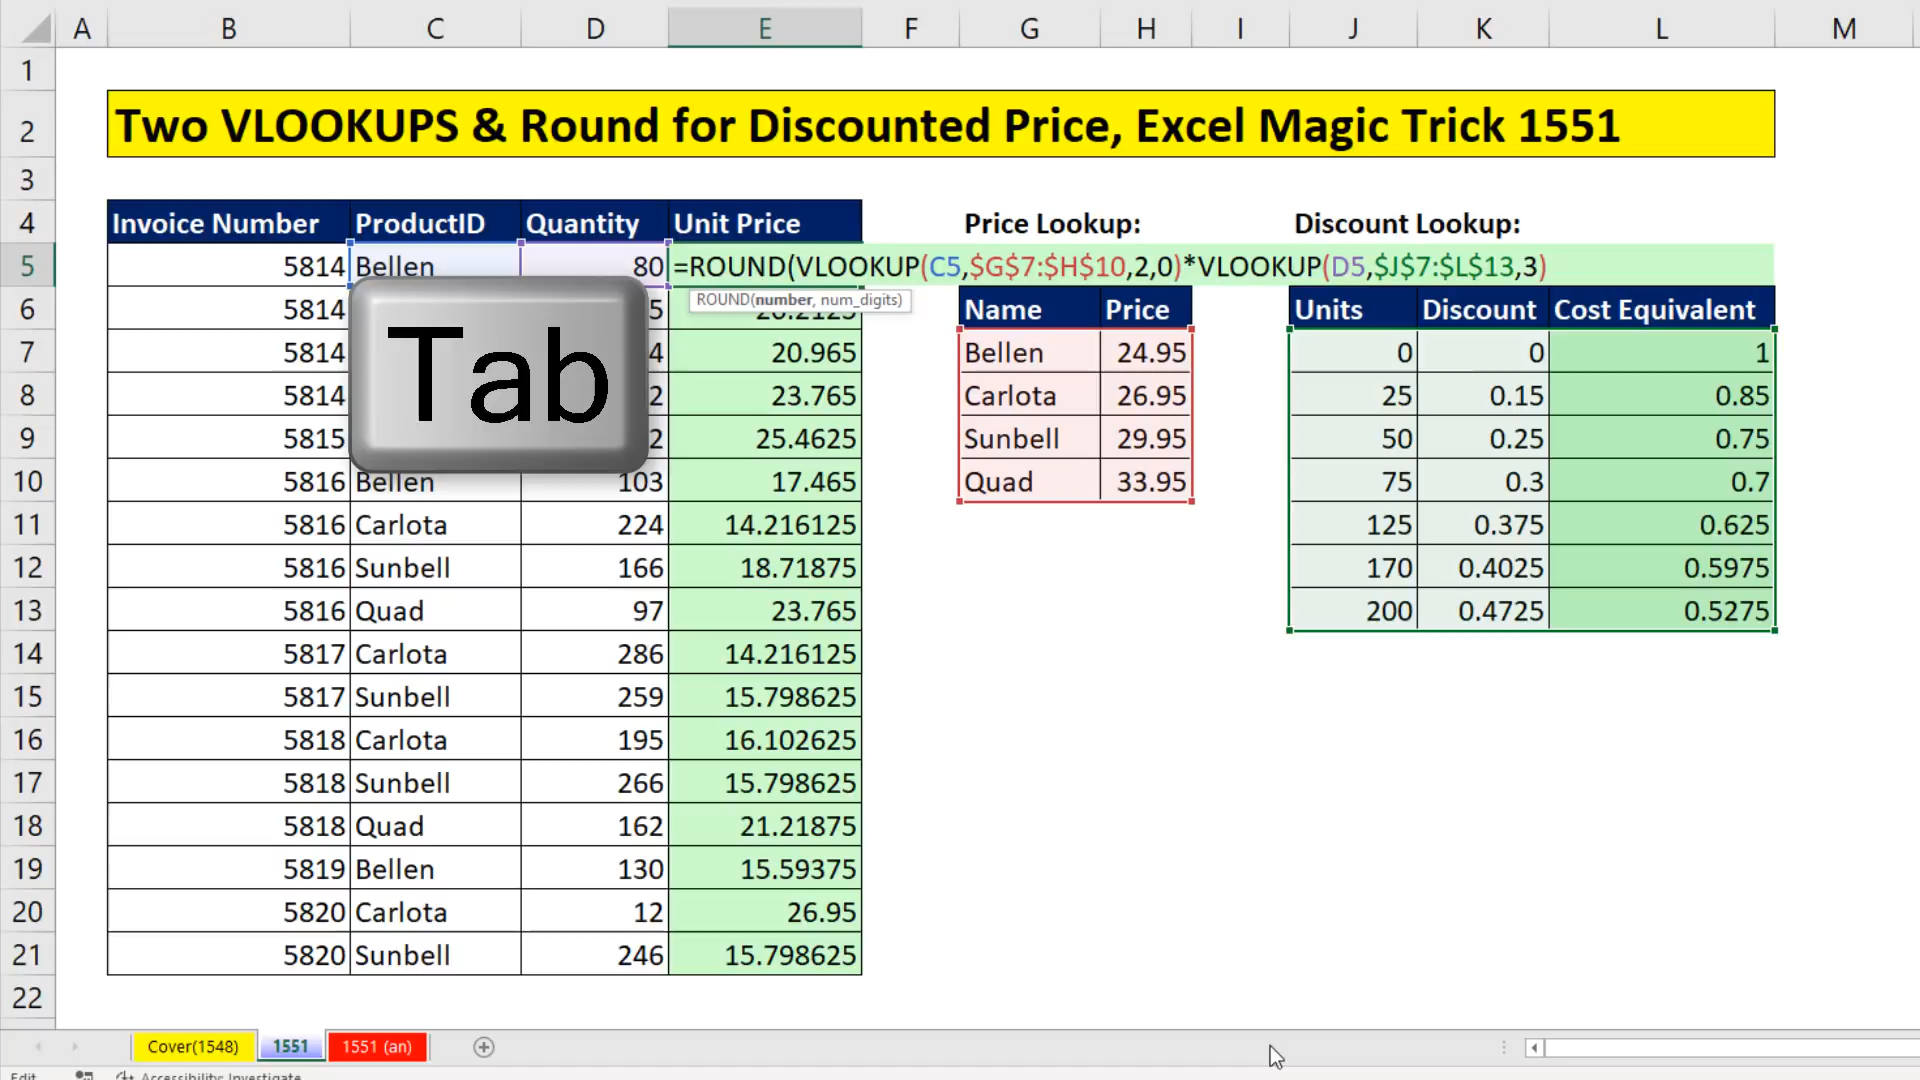 A B C D E F G H I J K L M
1
2 Two VLOOKUPS & Round for Discounted Price, Excel Magic Trick 1551
3
4 Invoice Number ProductID Quantity Unit Price Price Lookup: Discount Lookup:
5 5814 Bellen 80 =ROUND(VLOOKUP(C5,$G$7:$H$10,2,0)*VLOOKUP(D5,$J$7:$L$13,3)
ROUND(number, num_digits)
6 5814 5 Name Price Units Discount Cost Equivalent
Tab
7 5814 4 20.965 Bellen 24.95 0 0 1
8 5814 2 23.765 Carlota 26.95 25 0.15 0.85
9 5815 2 25.4625 Sunbell 29.95 50 0.25 0.75
10 5816 Bellen 103 17.465 Quad 33.95 75 0.3 0.7
11 5816 Carlota 224 14.216125 125 0.375 0.625
12 5816 Sunbell 166 18.71875 170 0.4025 0.5975
13 5816 Quad 97 23.765 200 0.4725 0.5275
14 5817 Carlota 286 14.216125
15 5817 Sunbell 259 15.798625
16 5818 Carlota 195 16.102625
17 5818 Sunbell 266 15.798625
18 5818 Quad 162 21.21875
19 5819 Bellen 130 15.59375
20 5820 Carlota 12 26.95
21 5820 Sunbell 246 15.798625
22
Cover(1548) 1551 1551 (an)
Edit Accessibility: Investigate